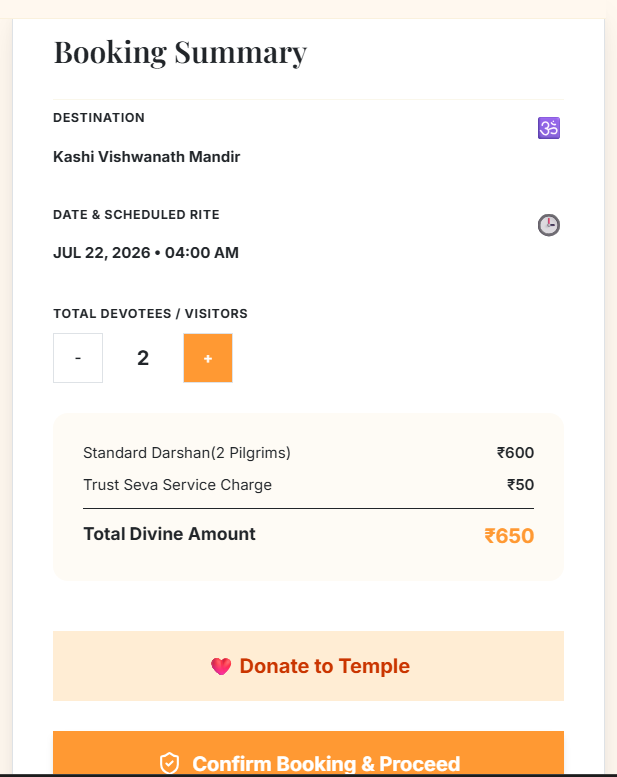 Booking Summary
DESTINATION
ॐ
Kashi Vishwanath Mandir
DATE & SCHEDULED RITE
JUL 22, 2026 • 04:00 AM
TOTAL DEVOTEES / VISITORS
- 2 +
Standard Darshan(2 Pilgrims) ₹600
Trust Seva Service Charge ₹50
Total Divine Amount ₹650
Donate to Temple
Confirm Booking & Proceed